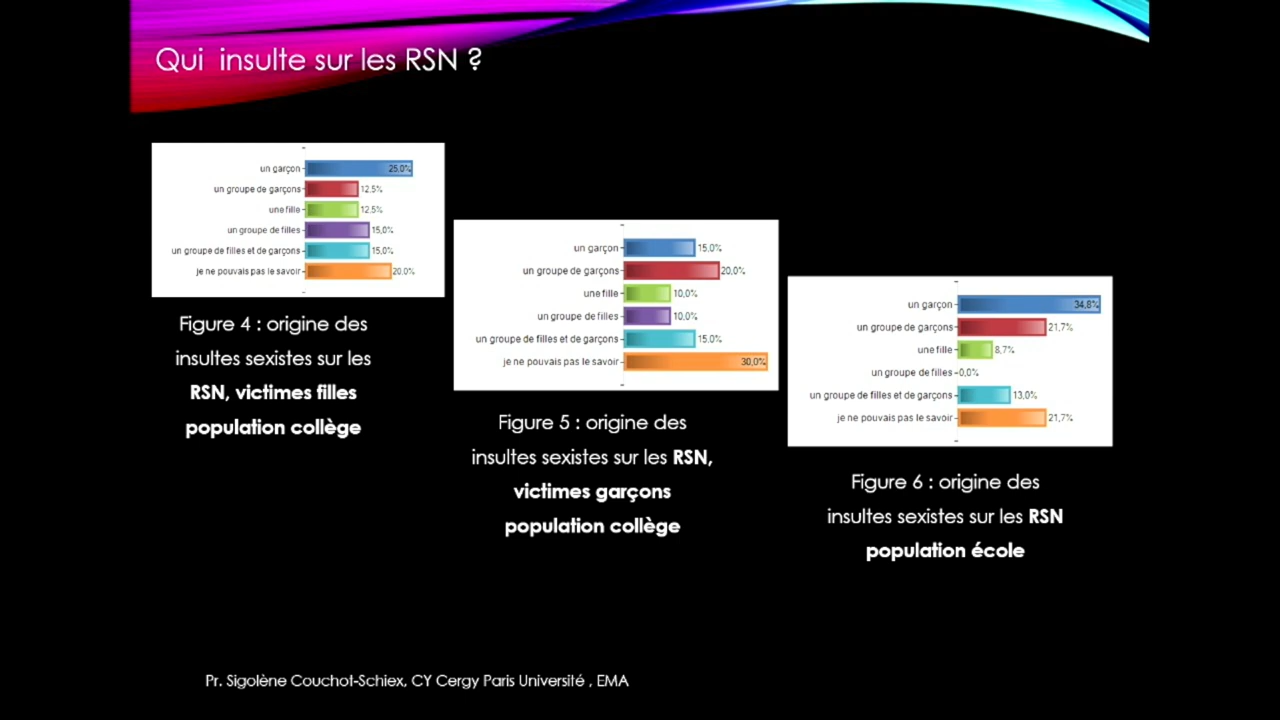 Qui insulte sur les RSN ?
un garçon 25,0%
un groupe de garçons 12,5%
une fille 12,5%
un groupe de filles 15,0%
un groupe de filles et de garçons 15,0%
je ne pouvais pas le savoir 20,0%
Figure 4 : origine des
insultes sexistes sur les
RSN, victimes filles
population collège
un garçon 15,0%
un groupe de garçons 20,0%
une fille 10,0%
un groupe de filles 10,0%
un groupe de filles et de garçons 15,0%
je ne pouvais pas le savoir 30,0%
Figure 5 : origine des
insultes sexistes sur les RSN,
victimes garçons
population collège
un garçon 34,8%
un groupe de garçons 21,7%
une fille 8,7%
un groupe de filles 0,0%
un groupe de filles et de garçons 13,0%
je ne pouvais pas le savoir 21,7%
Figure 6 : origine des
insultes sexistes sur les RSN
population école
Pr. Sigolène Couchot-Schiex, CY Cergy Paris Université , EMA